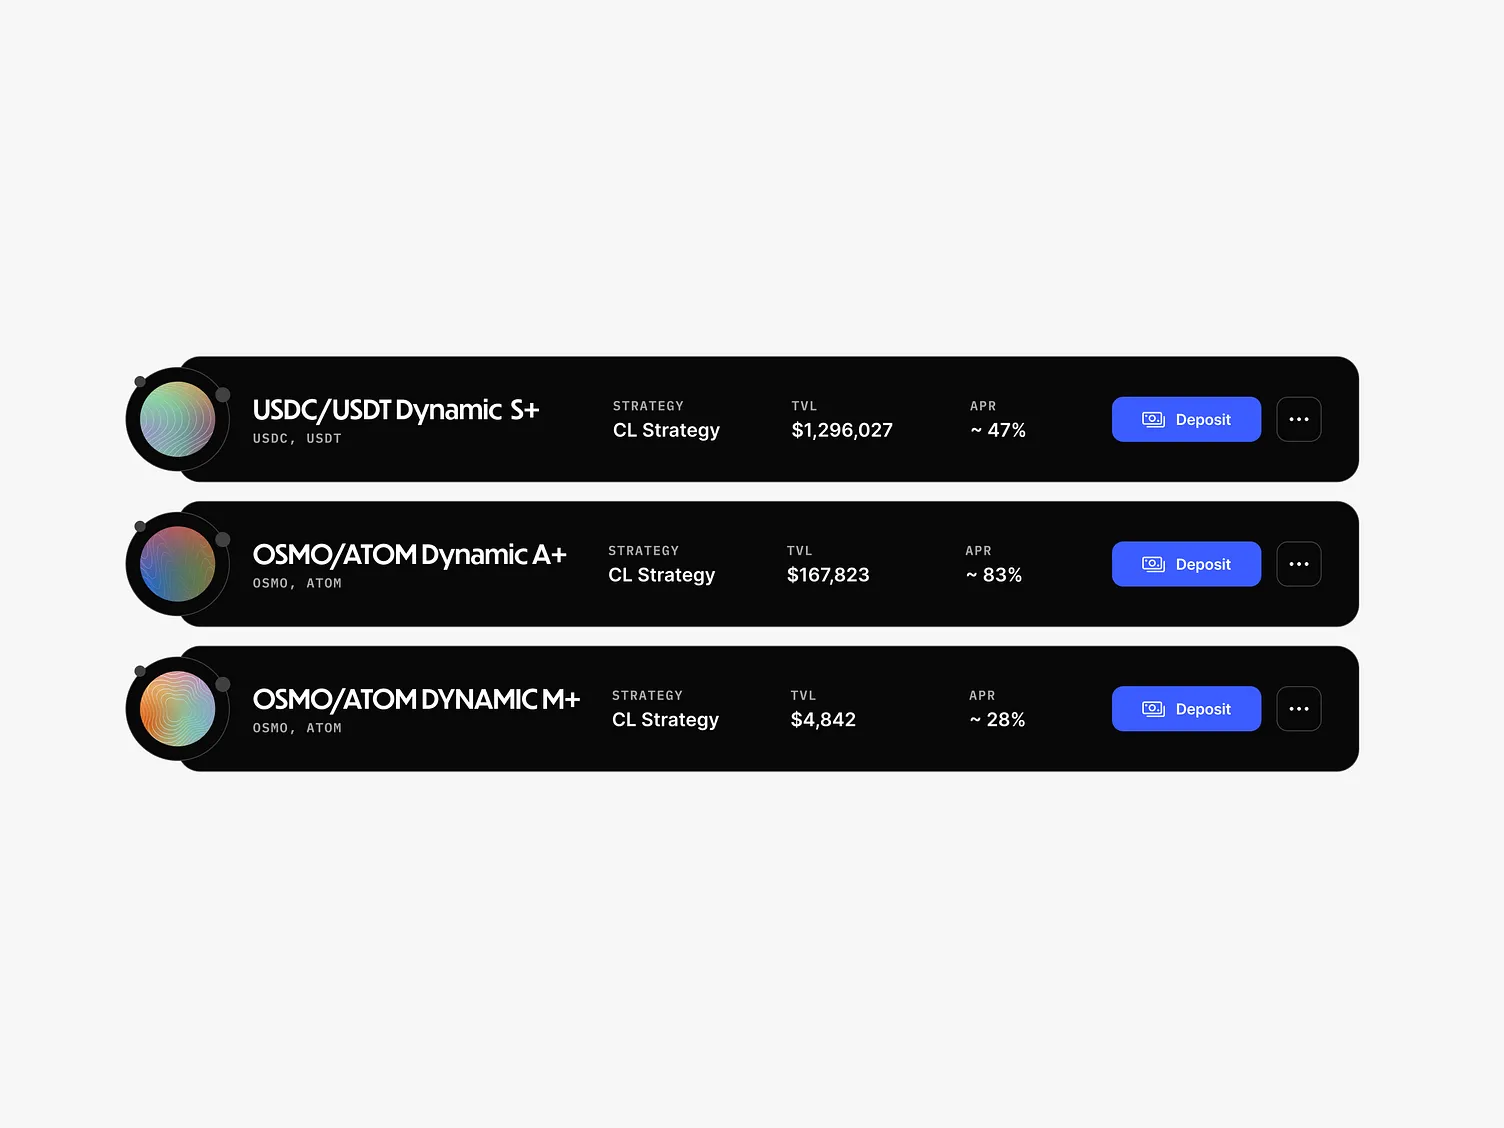 USDC/USDT Dynamic S+
USDC, USDT
STRATEGY
CL Strategy
TVL
$1,296,027
APR
~ 47%
Deposit
OSMO/ATOM Dynamic A+
OSMO, ATOM
STRATEGY
CL Strategy
TVL
$167,823
APR
~ 83%
Deposit
OSMO/ATOM DYNAMIC M+
OSMO, ATOM
STRATEGY
CL Strategy
TVL
$4,842
APR
~ 28%
Deposit